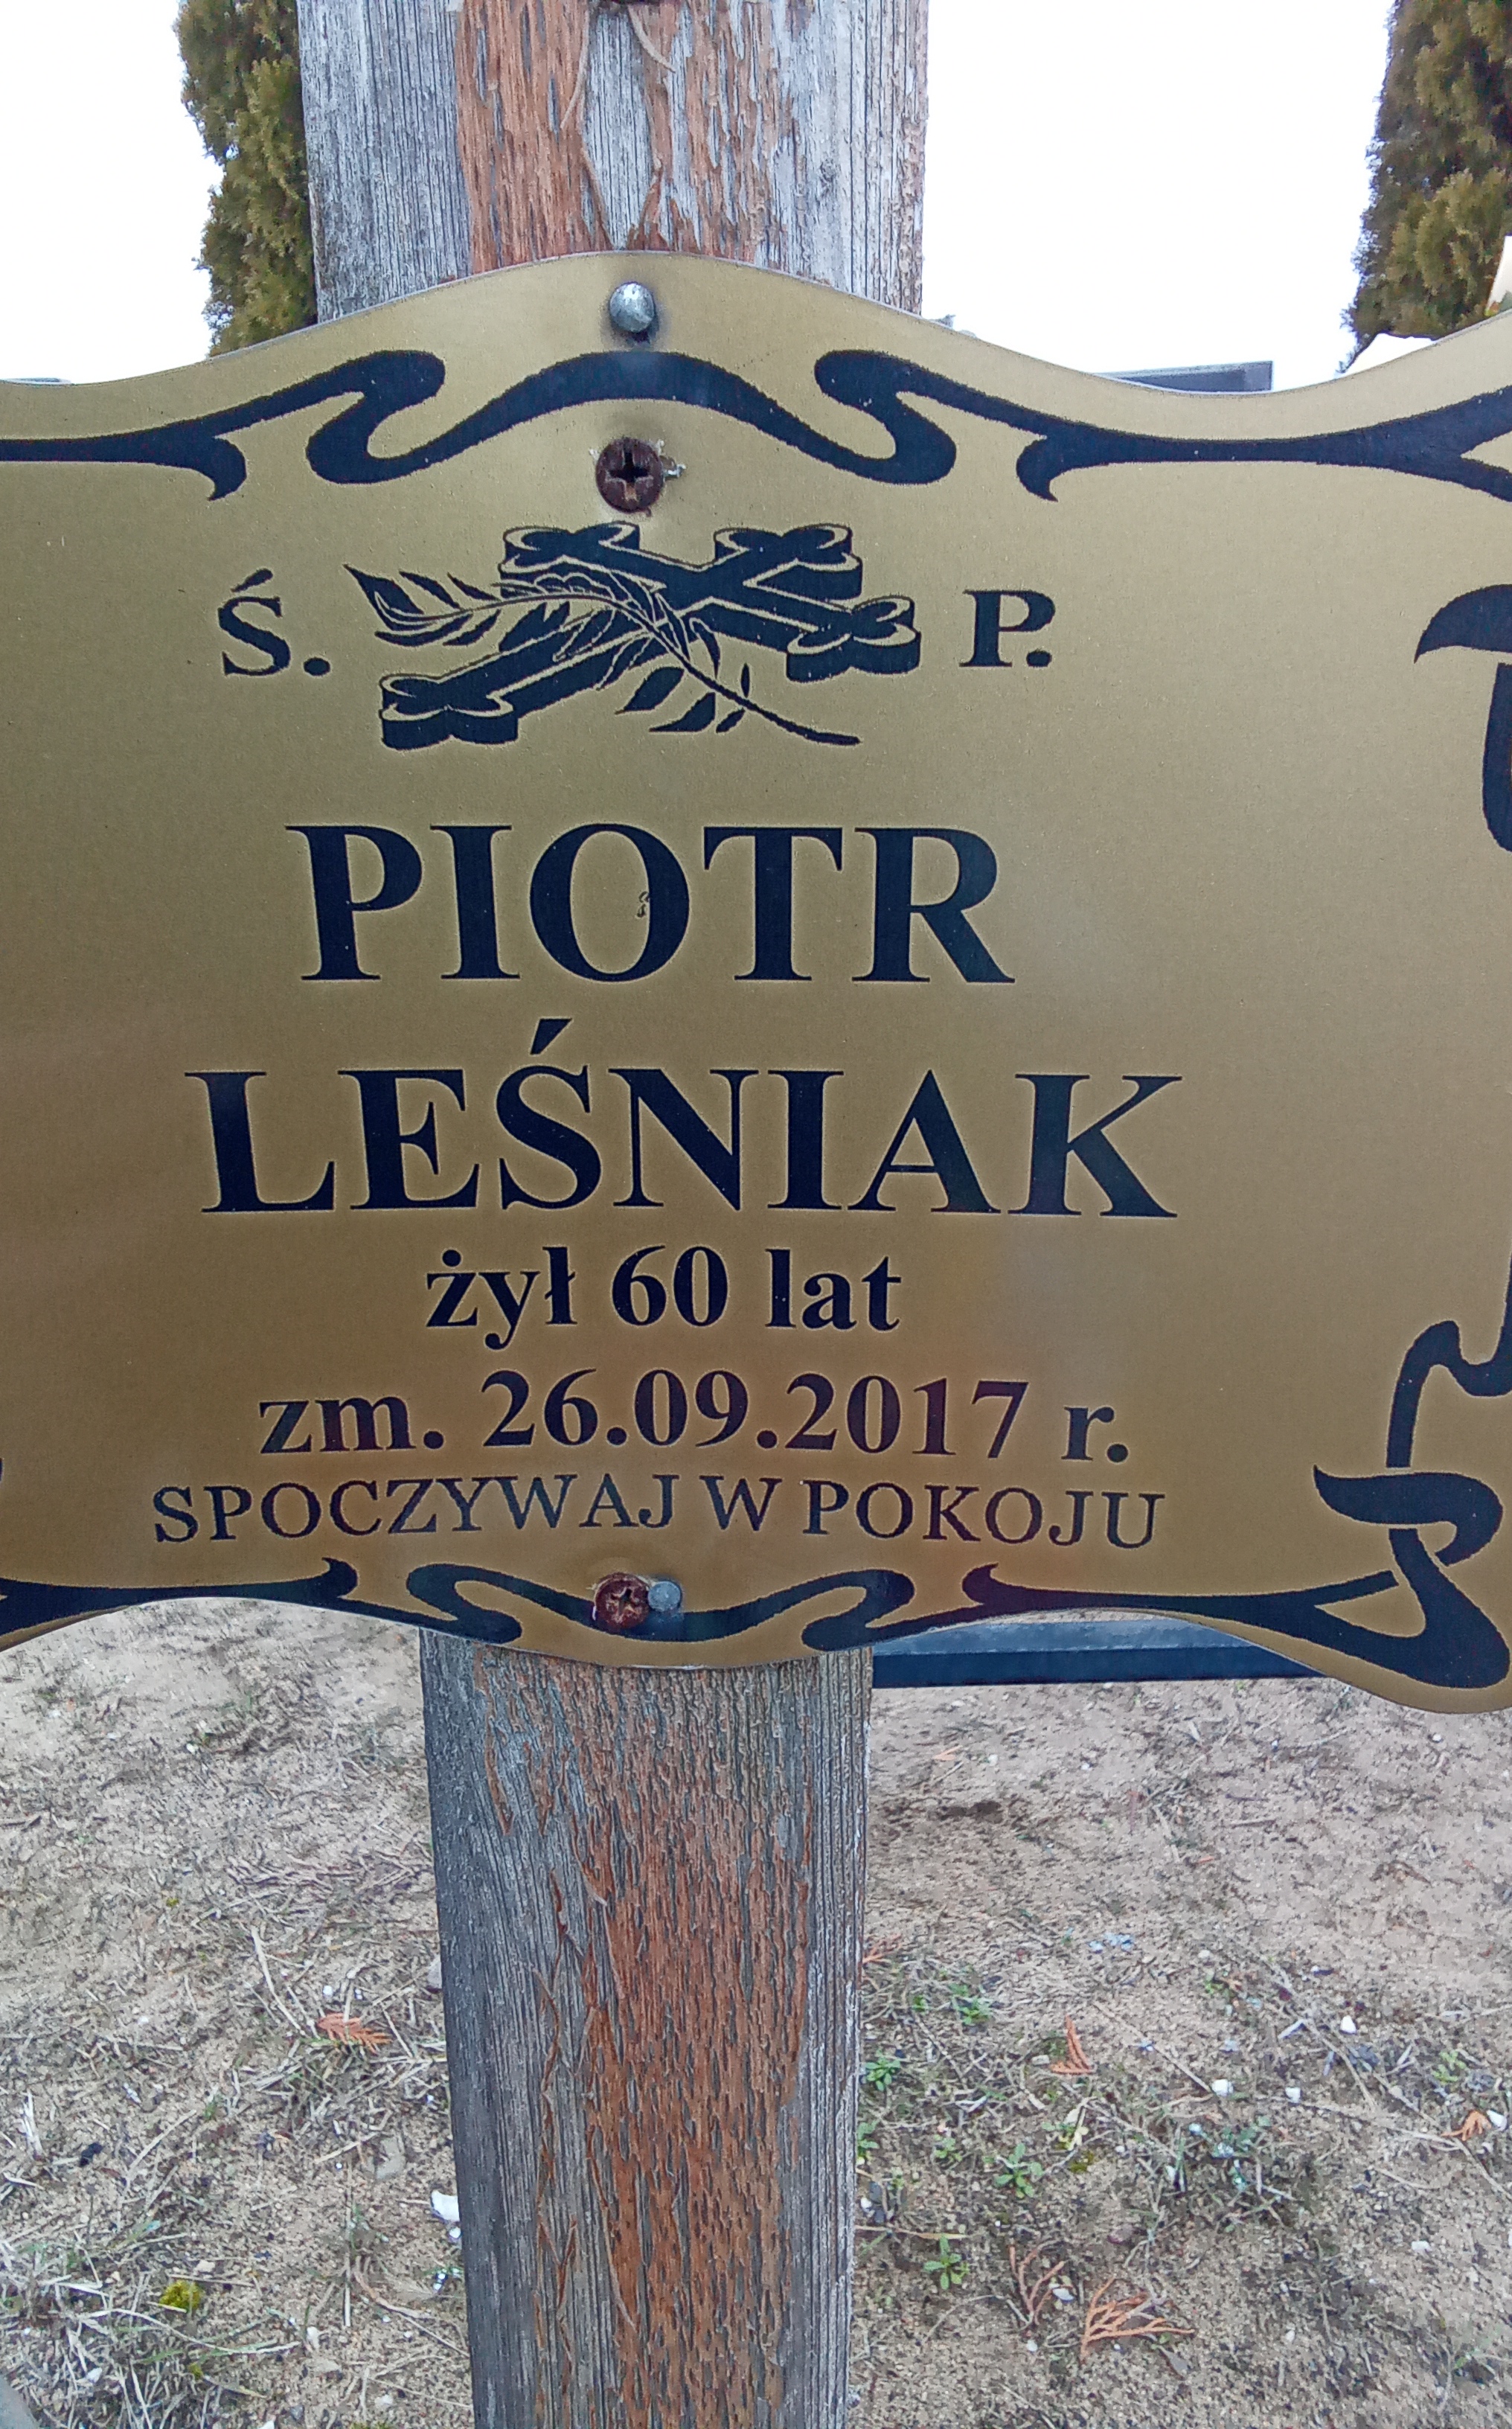 Ś. P.
PIOTR
LEŚNIAK
żył 60 lat
zm. 26.09.2017 r.
SPOCZYWAJ W POKOJU